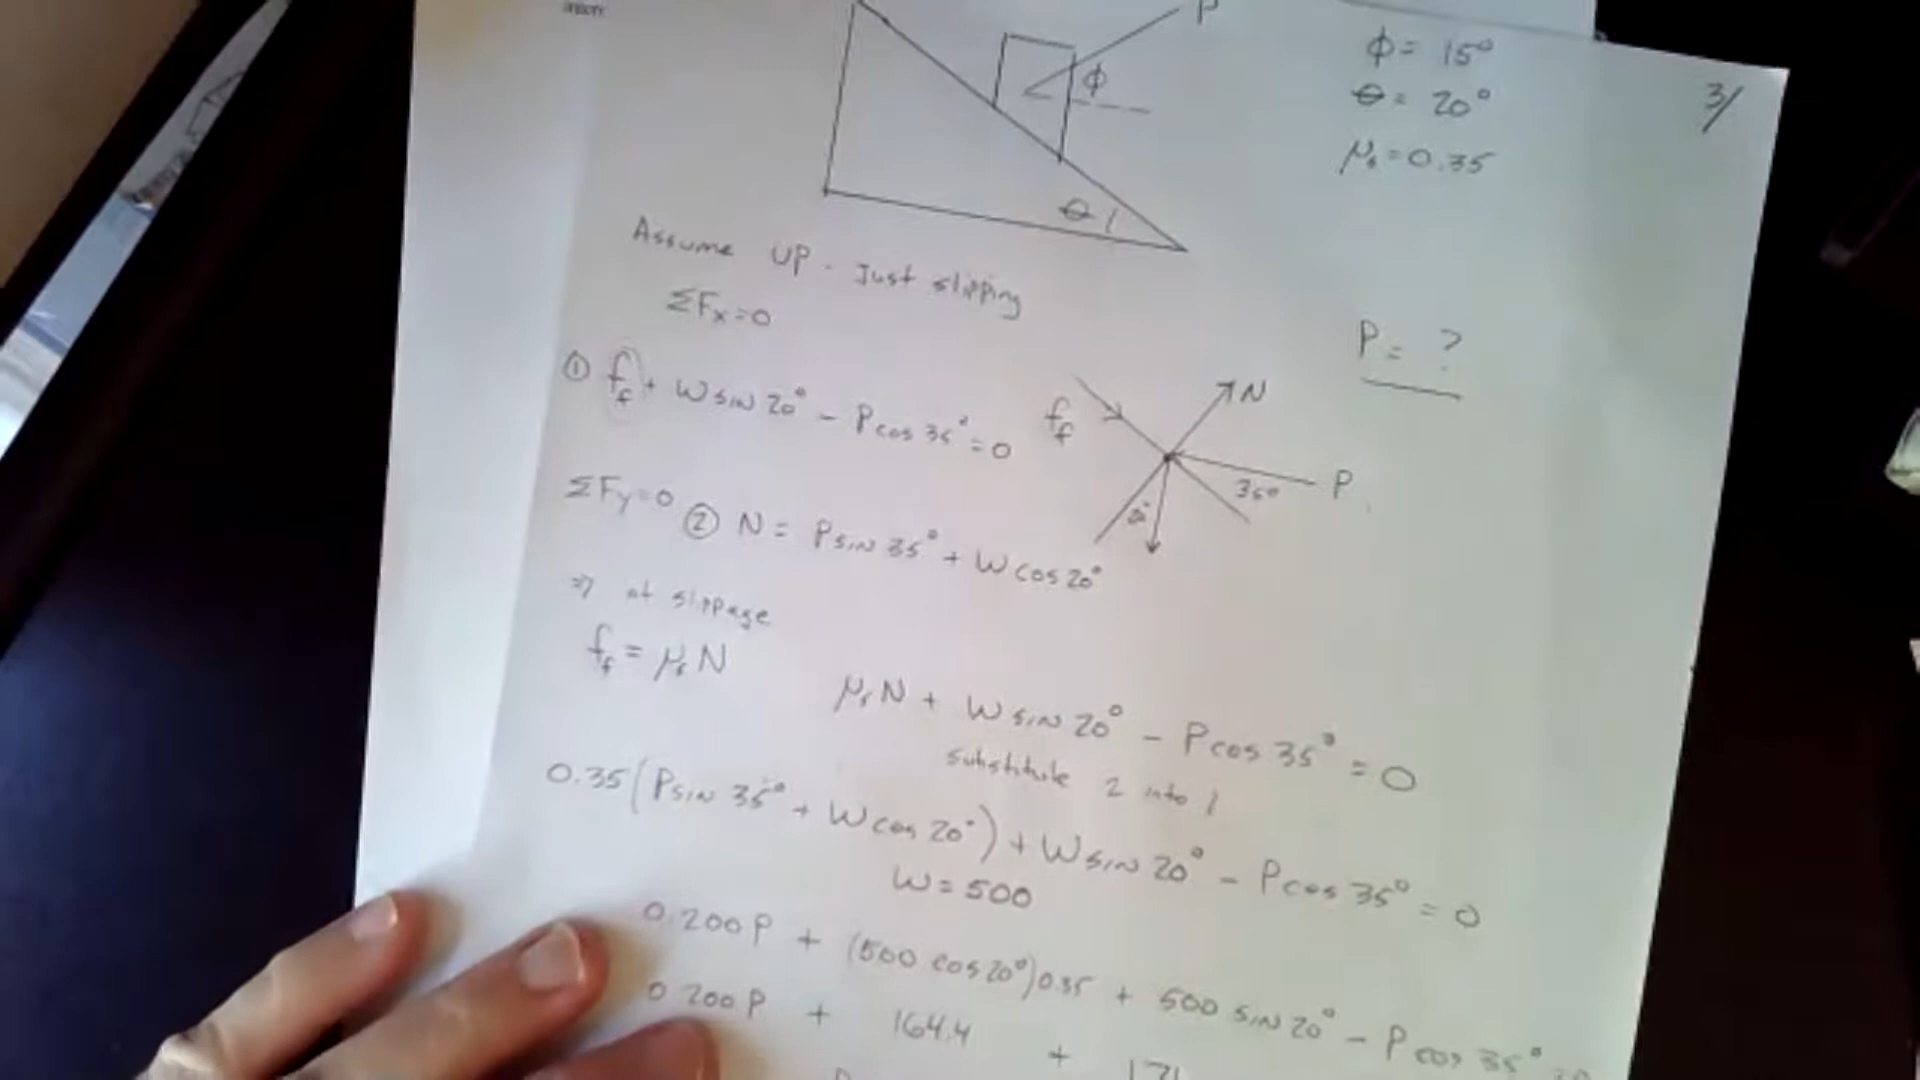 P
φ = 15°
θ = 20°
μs = 0.35
3/
φ
θ
Assume UP - Just slipping
ΣFx = 0
P = ?
① f_f + W sin 20° - P cos 35° = 0
f_f
N
P
35°
ΣFy = 0 ② N = P sin 35° + W cos 20°
⇒ at slippage
f_f = μs N
μs N + W sin 20° - P cos 35° = 0
substitute 2 into 1
0.35 (P sin 35° + W cos 20°) + W sin 20° - P cos 35° = 0
W = 500
0.200 P + (500 cos 20°) 0.35 + 500 sin 20° - P cos 35°
0.200 P + 164.4 + 171